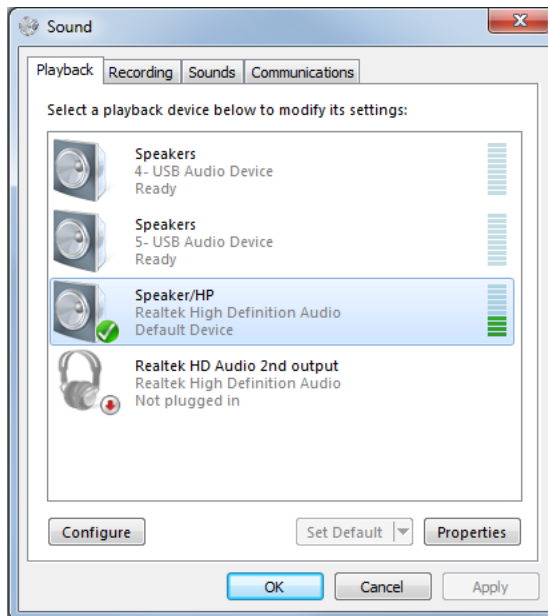 Sound
Playback Recording Sounds Communications
Select a playback device below to modify its settings:
Speakers
4- USB Audio Device
Ready
Speakers
5- USB Audio Device
Ready
Speaker/HP
Realtek High Definition Audio
Default Device
Realtek HD Audio 2nd output
Realtek High Definition Audio
Not plugged in
Configure Set Default Properties
OK Cancel Apply